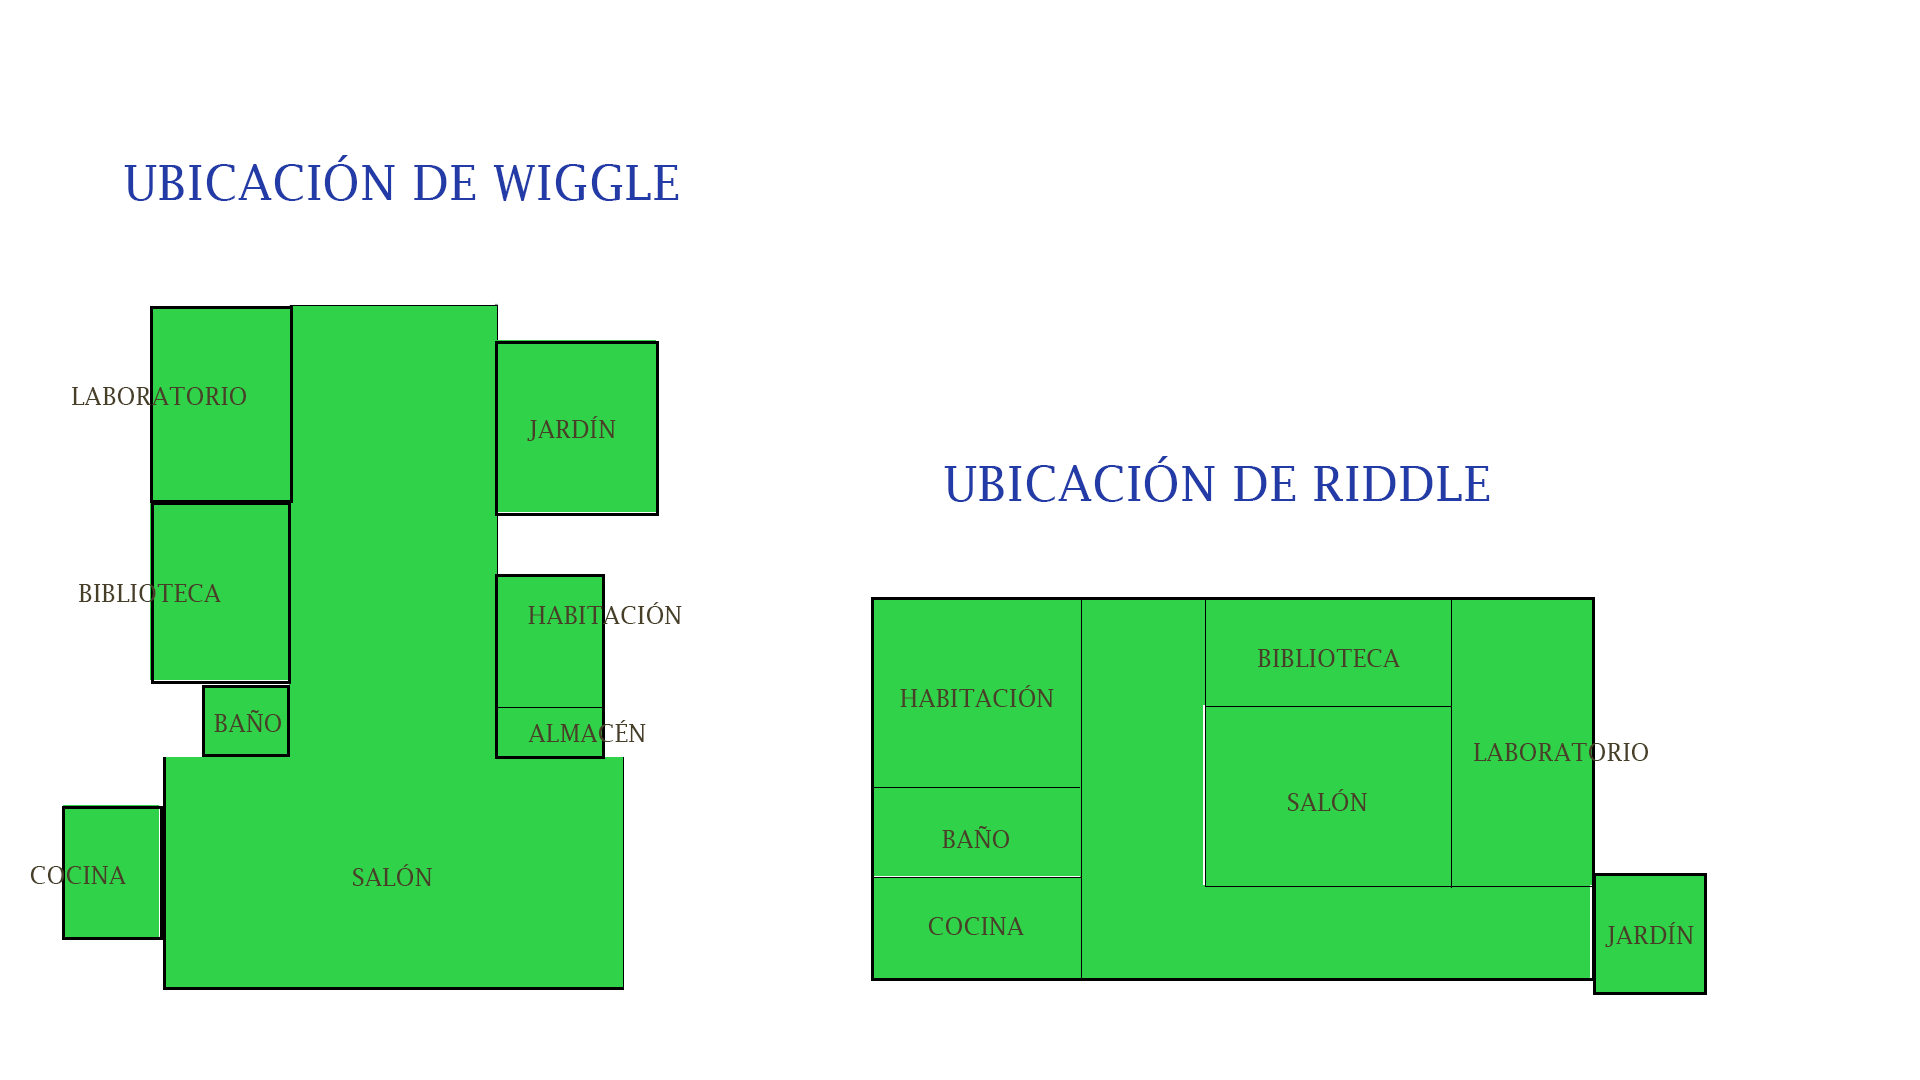 UBICACIÓN DE WIGGLE
LABORATORIO
JARDÍN
BIBLIOTECA
HABITACIÓN
BAÑO
ALMACÉN
COCINA
SALÓN
UBICACIÓN DE RIDDLE
BIBLIOTECA
HABITACIÓN
LABORATORIO
SALÓN
BAÑO
COCINA
JARDÍN